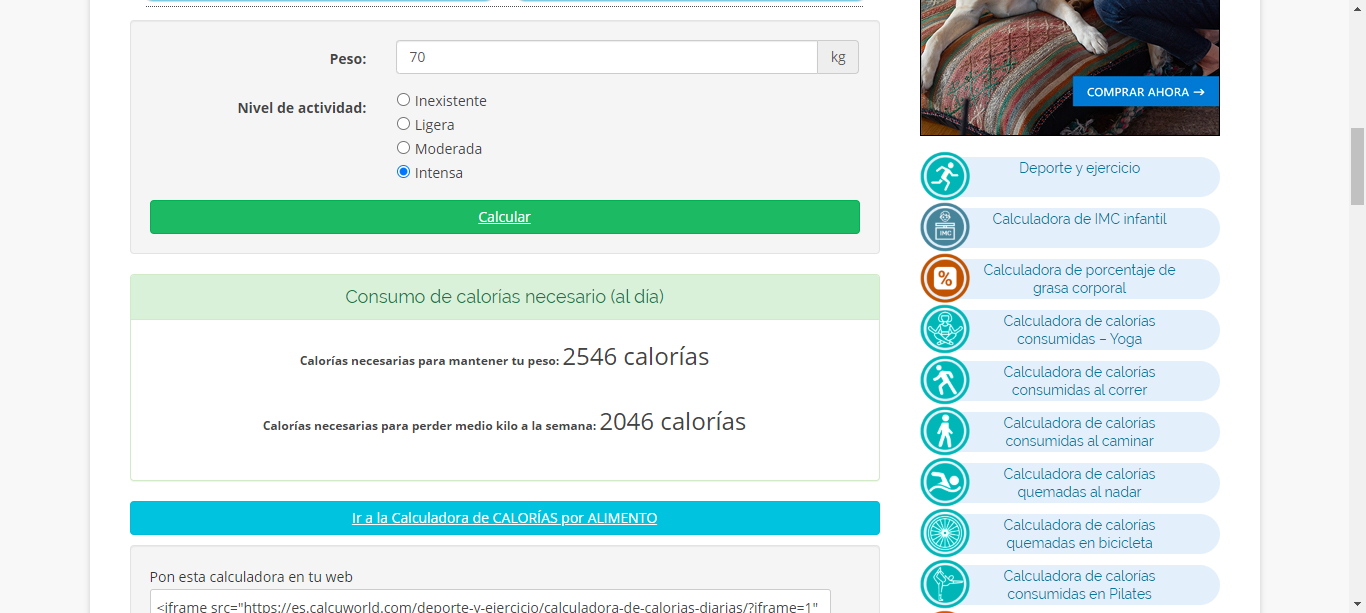 Peso:
70
kg
Nivel de actividad:
Inexistente
Ligera
Moderada
Intensa
Calcular
Consumo de calorías necesario (al día)
Calorías necesarias para mantener tu peso: 2546 calorías
Calorías necesarias para perder medio kilo a la semana: 2046 calorías
Ir a la Calculadora de CALORÍAS por ALIMENTO
Pon esta calculadora en tu web
<iframe src="https://es.calcuworld.com/deporte-y-ejercicio/calculadora-de-calorias-diarias/?iframe=1"
COMPRAR AHORA →
Deporte y ejercicio
IMC
Calculadora de IMC infantil
%
Calculadora de porcentaje de
grasa corporal
Calculadora de calorías
consumidas – Yoga
Calculadora de calorías
consumidas al correr
Calculadora de calorías
consumidas al caminar
Calculadora de calorías
quemadas al nadar
Calculadora de calorías
quemadas en bicicleta
Calculadora de calorías
consumidas en Pilates